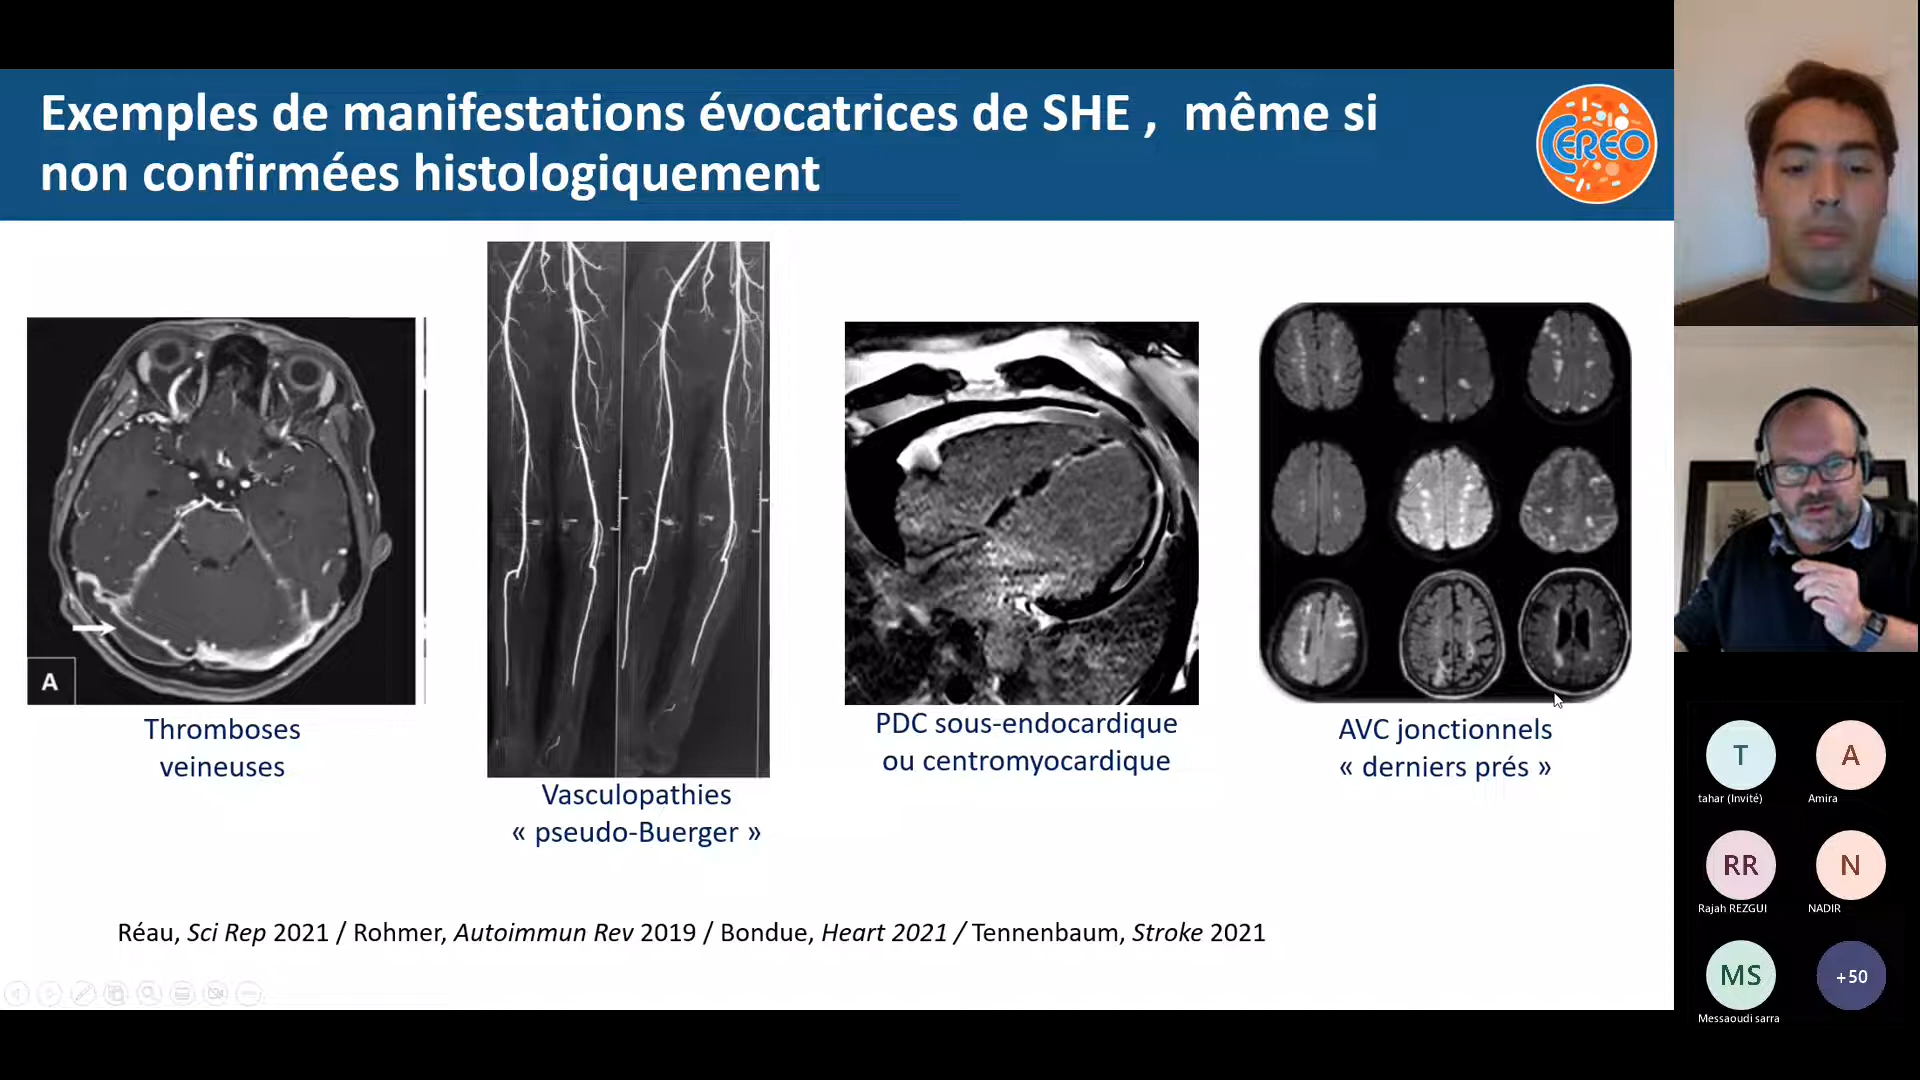 Exemples de manifestations évocatrices de SHE , même si
non confirmées histologiquement
CEREO
A
Thromboses
veineuses
Vasculopathies
« pseudo-Buerger »
PDC sous-endocardique
ou centromyocardique
AVC jonctionnels
« derniers prés »
Réau, Sci Rep 2021 / Rohmer, Autoimmun Rev 2019 / Bondue, Heart 2021 / Tennenbaum, Stroke 2021
T
tahar (Invité)
A
Amira
RR
Rajah REZGUI
N
NADIR
MS
Messaoudi sarra
+50